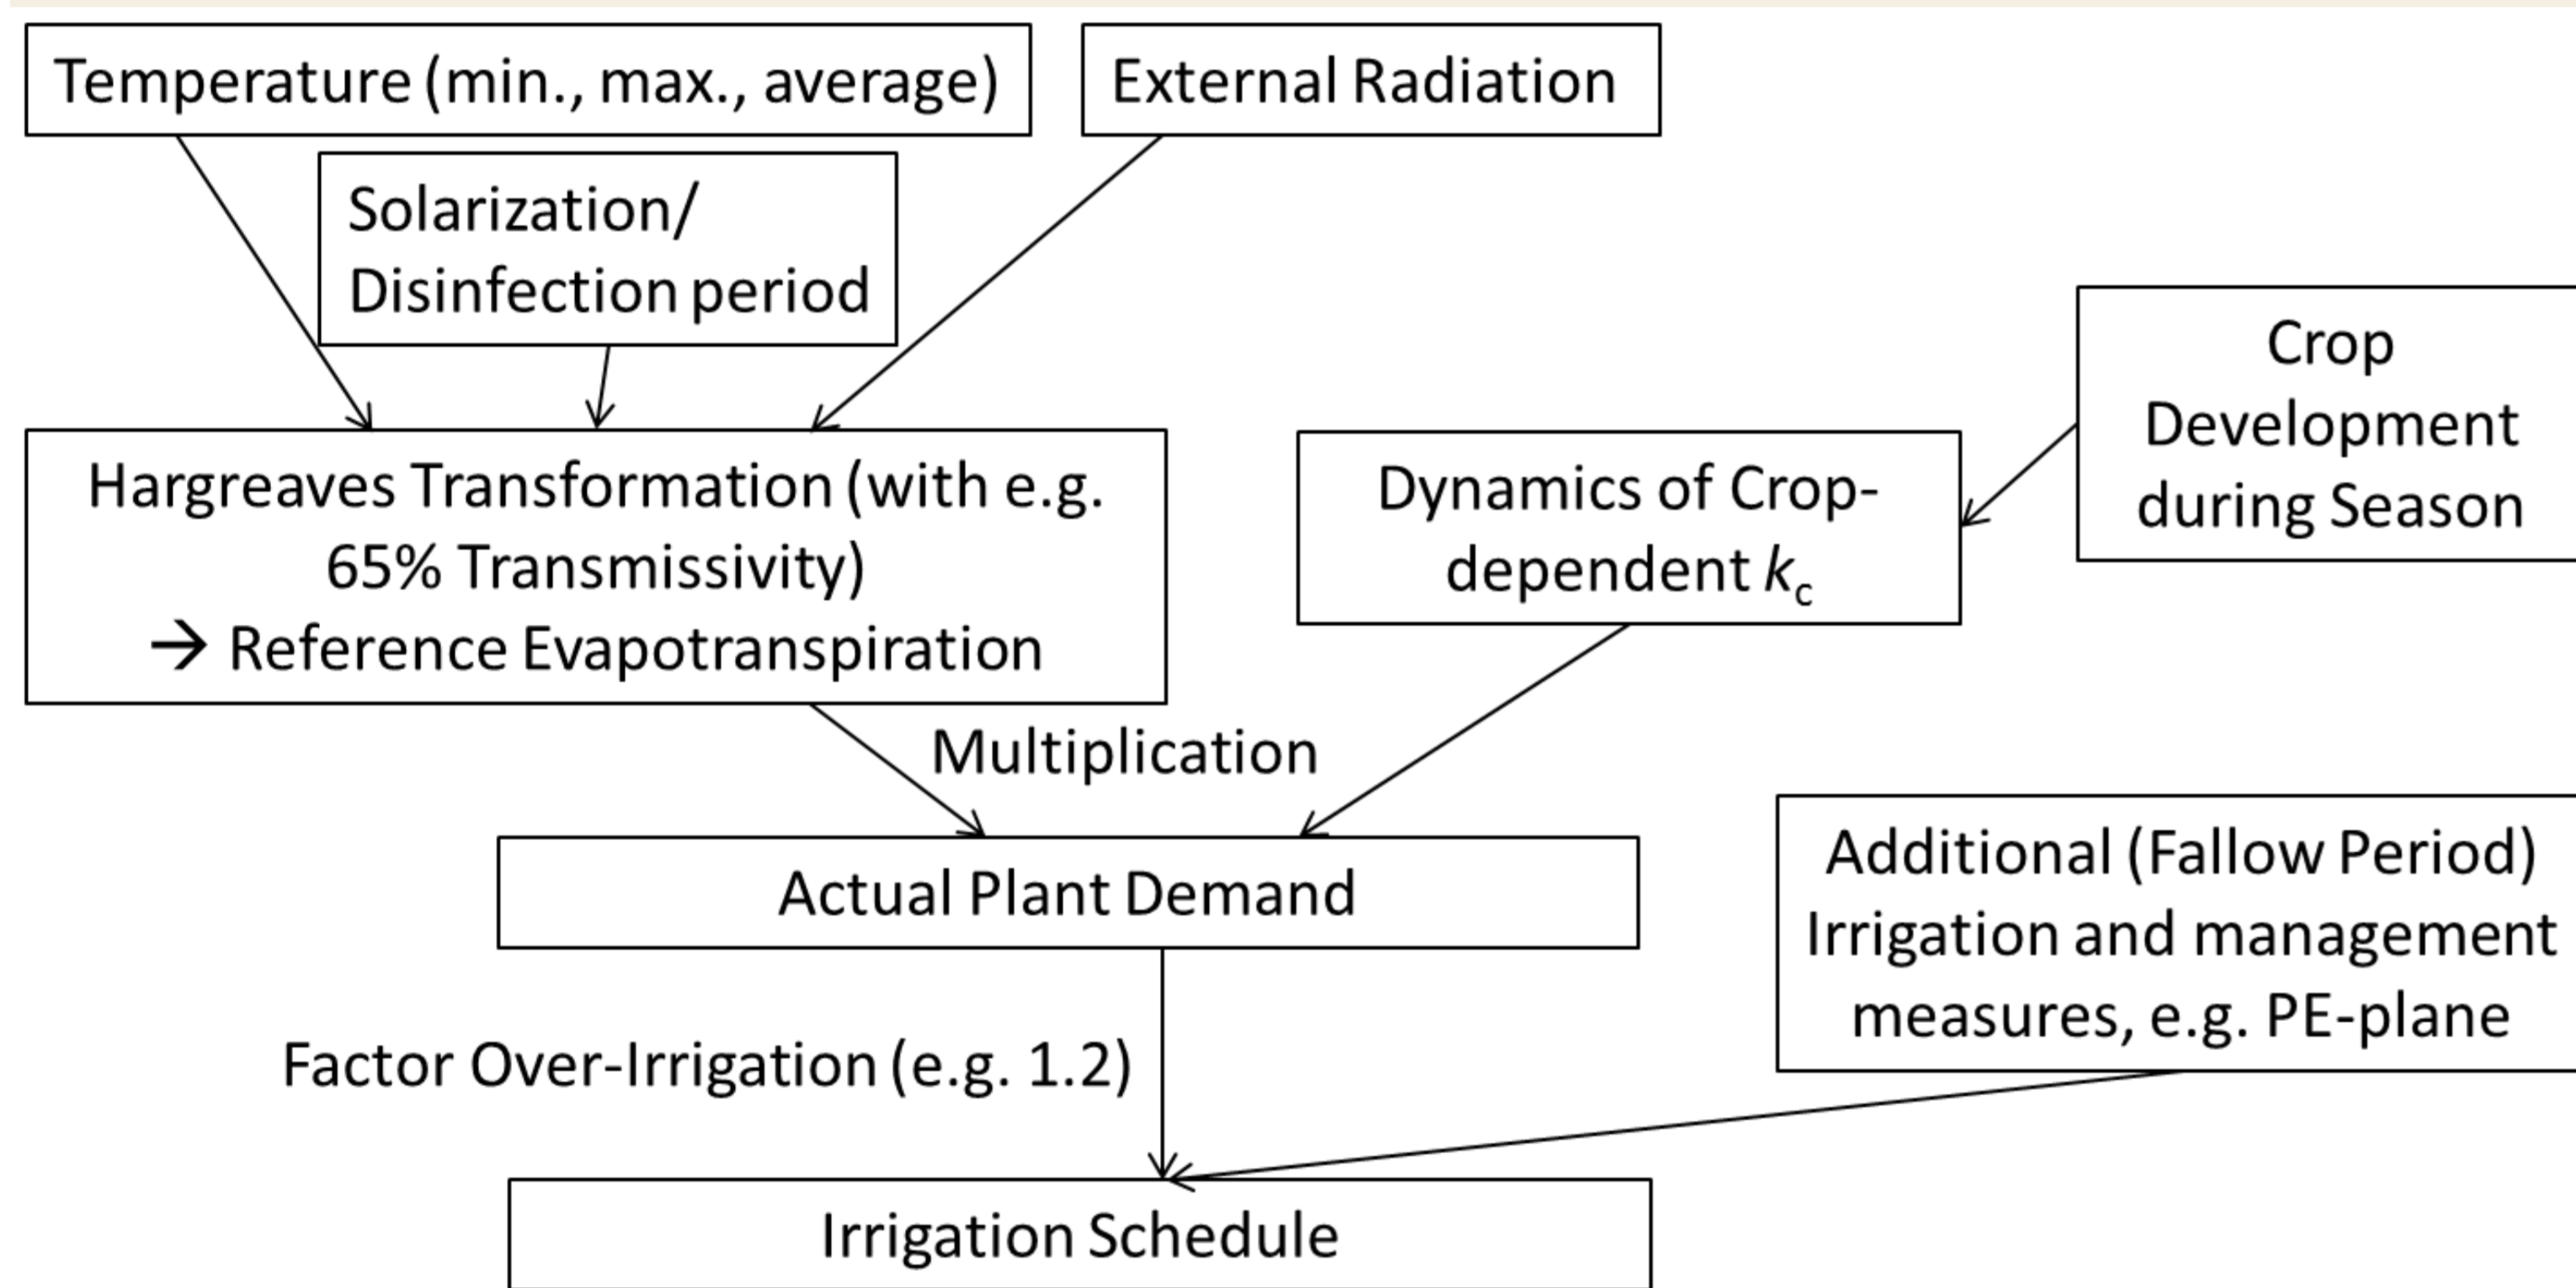 Temperature (min., max., average)
External Radiation
Solarization/
Disinfection period
Crop
Development
during Season
Hargreaves Transformation (with e.g.
65% Transmissivity)
→ Reference Evapotranspiration
Dynamics of Crop-
dependent kc
Multiplication
Actual Plant Demand
Additional (Fallow Period)
Irrigation and management
measures, e.g. PE-plane
Factor Over-Irrigation (e.g. 1.2)
Irrigation Schedule